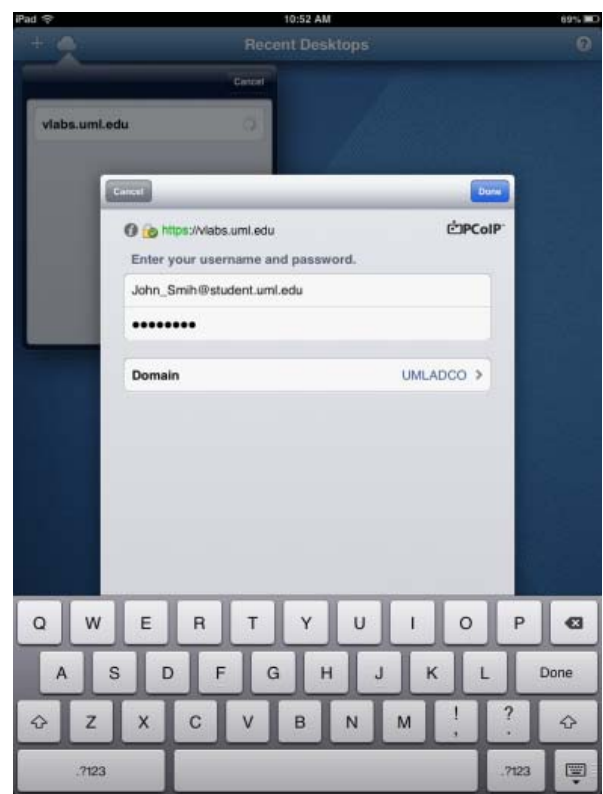 iPad 10:52 AM 69%
+ Recent Desktops ?
Cancel
vlabs.uml.edu
Cancel Done
https://vlabs.uml.edu PCoIP
Enter your username and password.
John_Smih@student.uml.edu
••••••••
Domain UMLADCO >
Q W E R T Y U I O P
A S D F G H J K L Done
Z X C V B N M ! , ? .
.?123 .?123